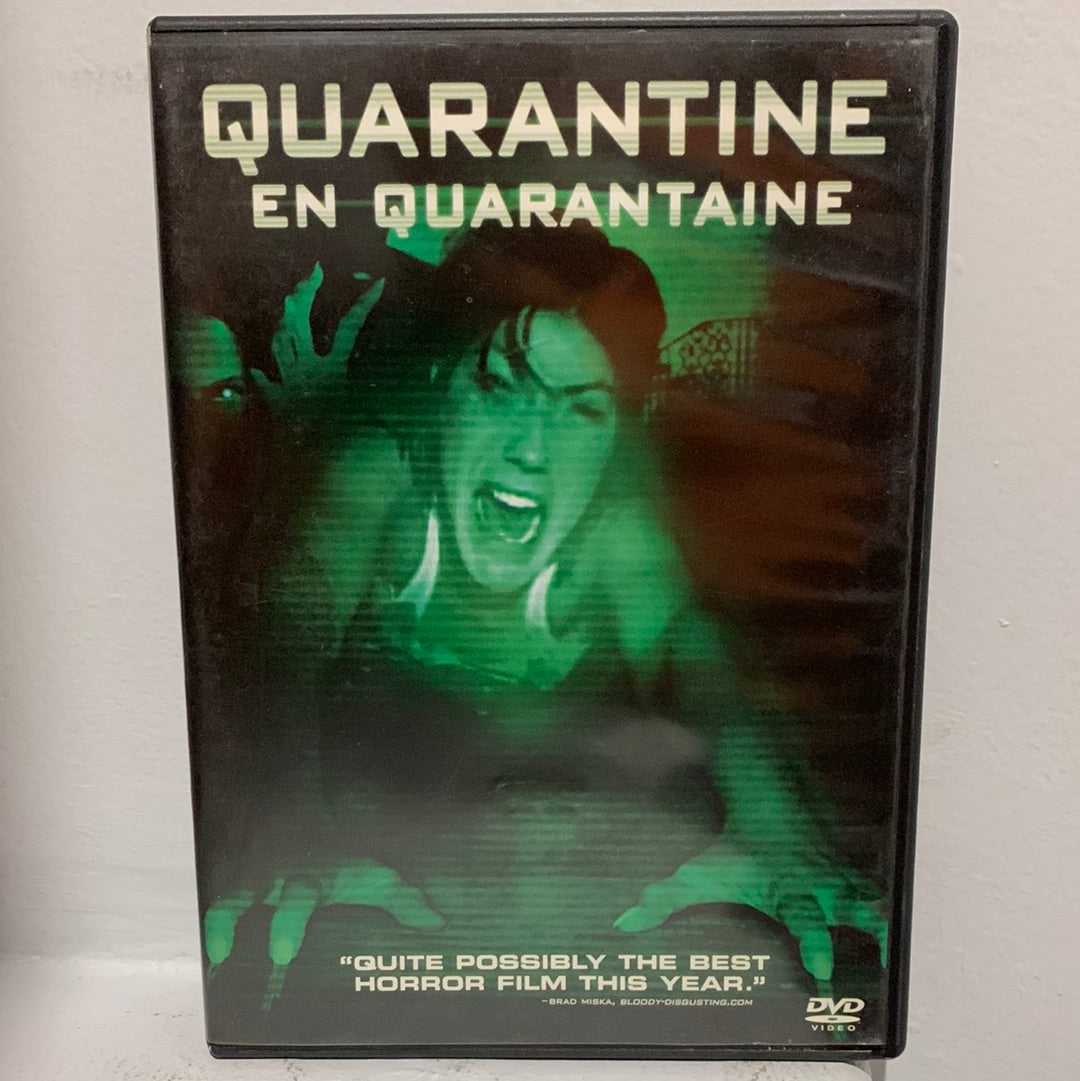 QUARANTINE
EN QUARANTAINE
“QUITE POSSIBLY THE BEST
HORROR FILM THIS YEAR.”
–BRAD MISKA, BLOODY-DISGUSTING.COM
DVD
VIDEO